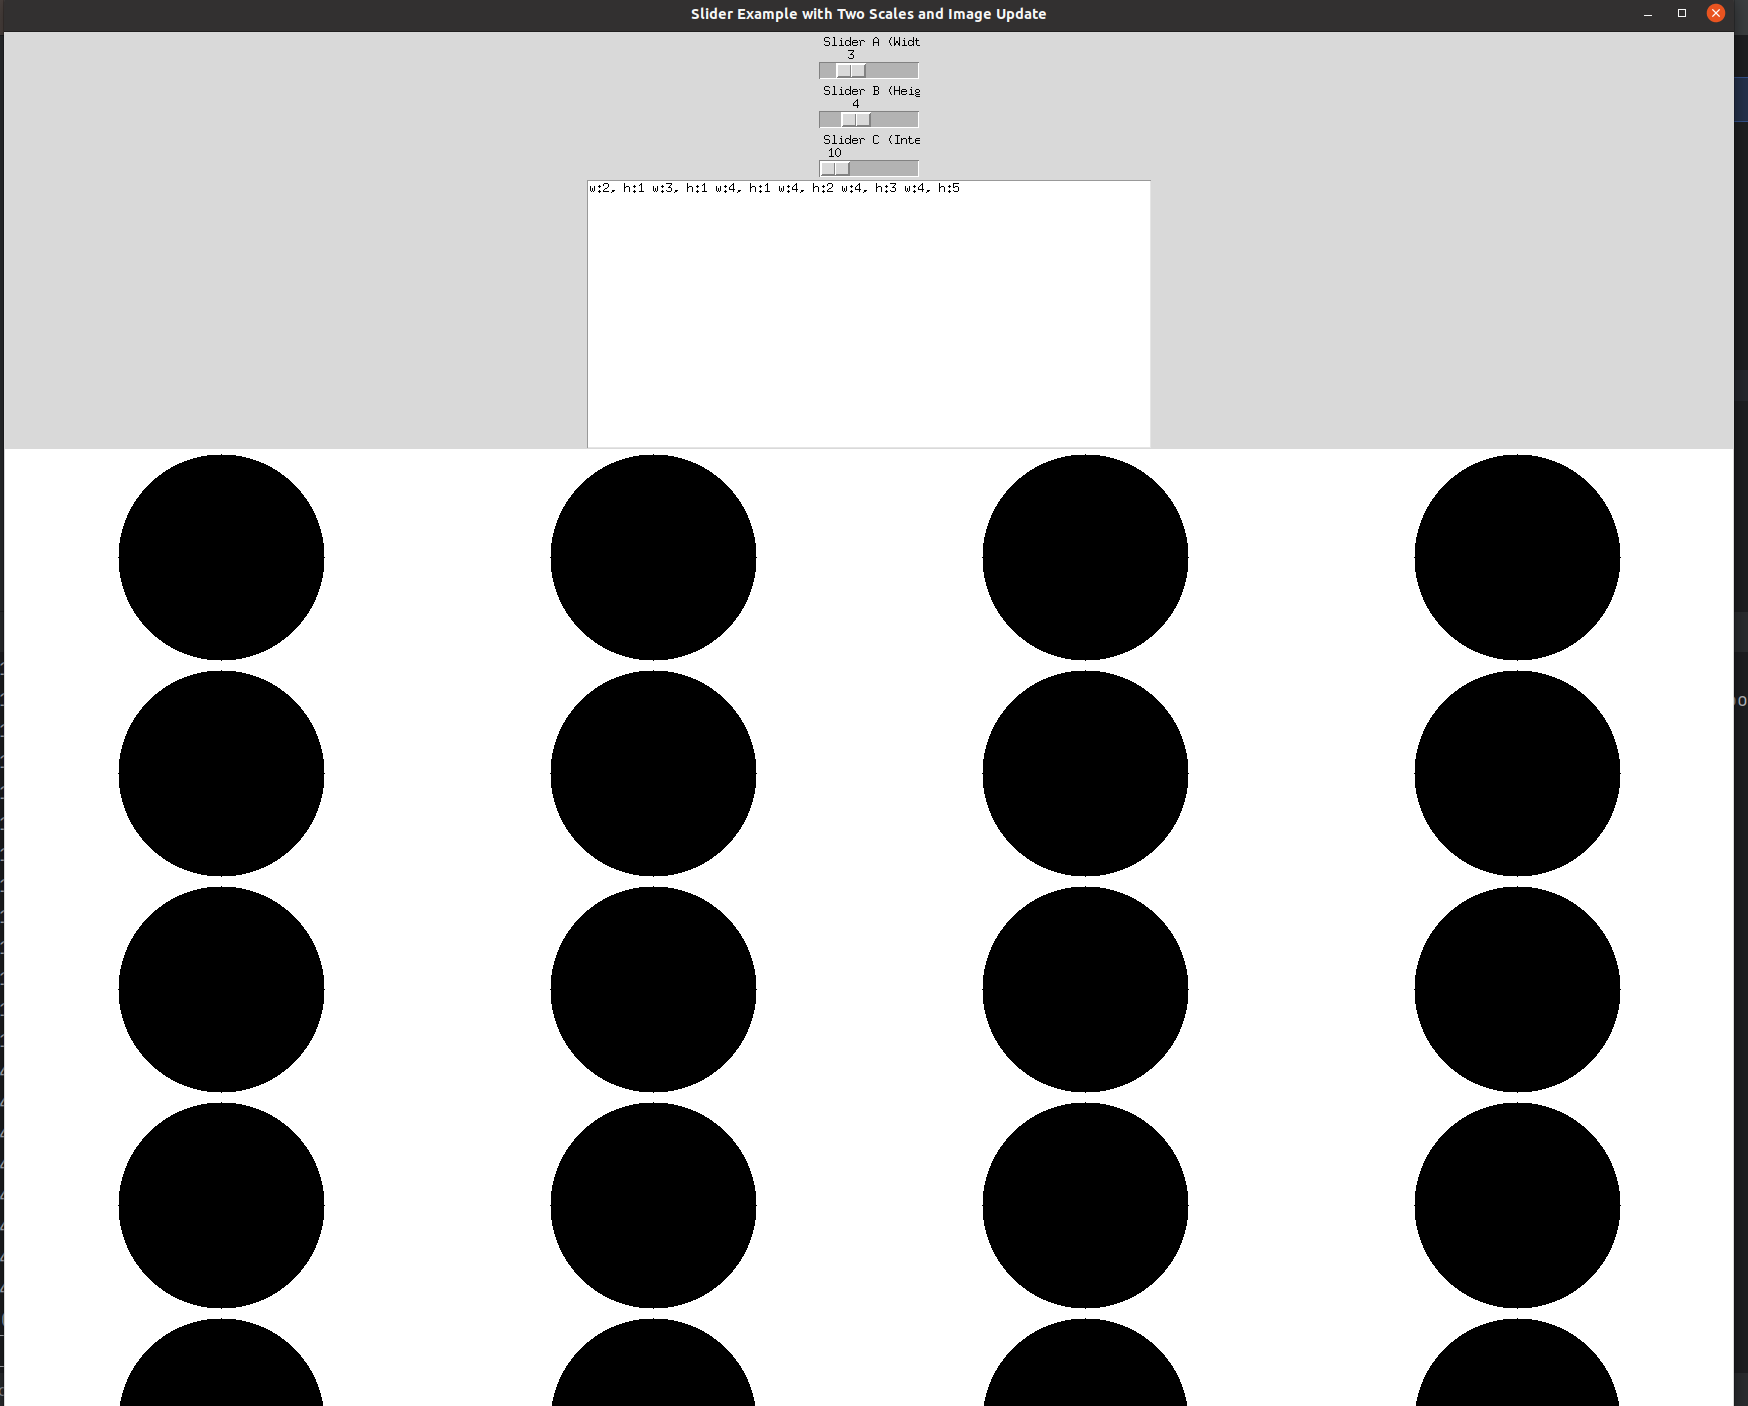 Slider Example with Two Scales and Image Update
Slider A (Widt
3
Slider B (Heig
4
Slider C (Inte
10
w:2, h:1 w:3, h:1 w:4, h:1 w:4, h:2 w:4, h:3 w:4, h:5